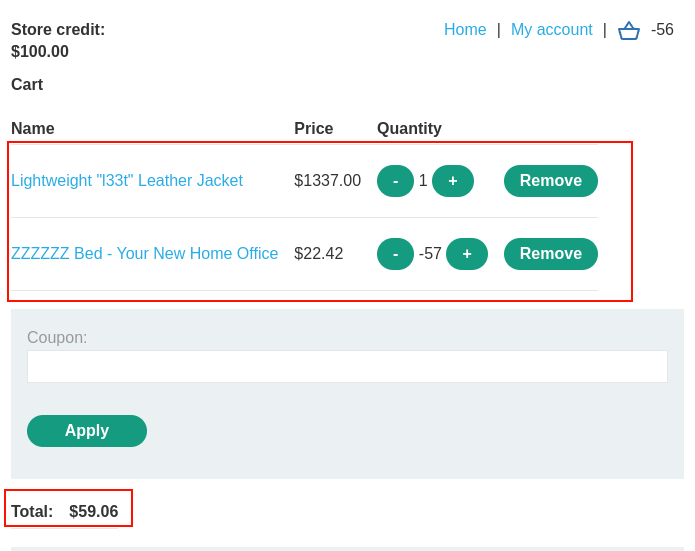 Store credit:
$100.00
Home | My account | -56
Cart
Name Price Quantity
Lightweight "l33t" Leather Jacket $1337.00 - 1 + Remove
ZZZZZZ Bed - Your New Home Office $22.42 - -57 + Remove
Coupon:
Apply
Total: $59.06